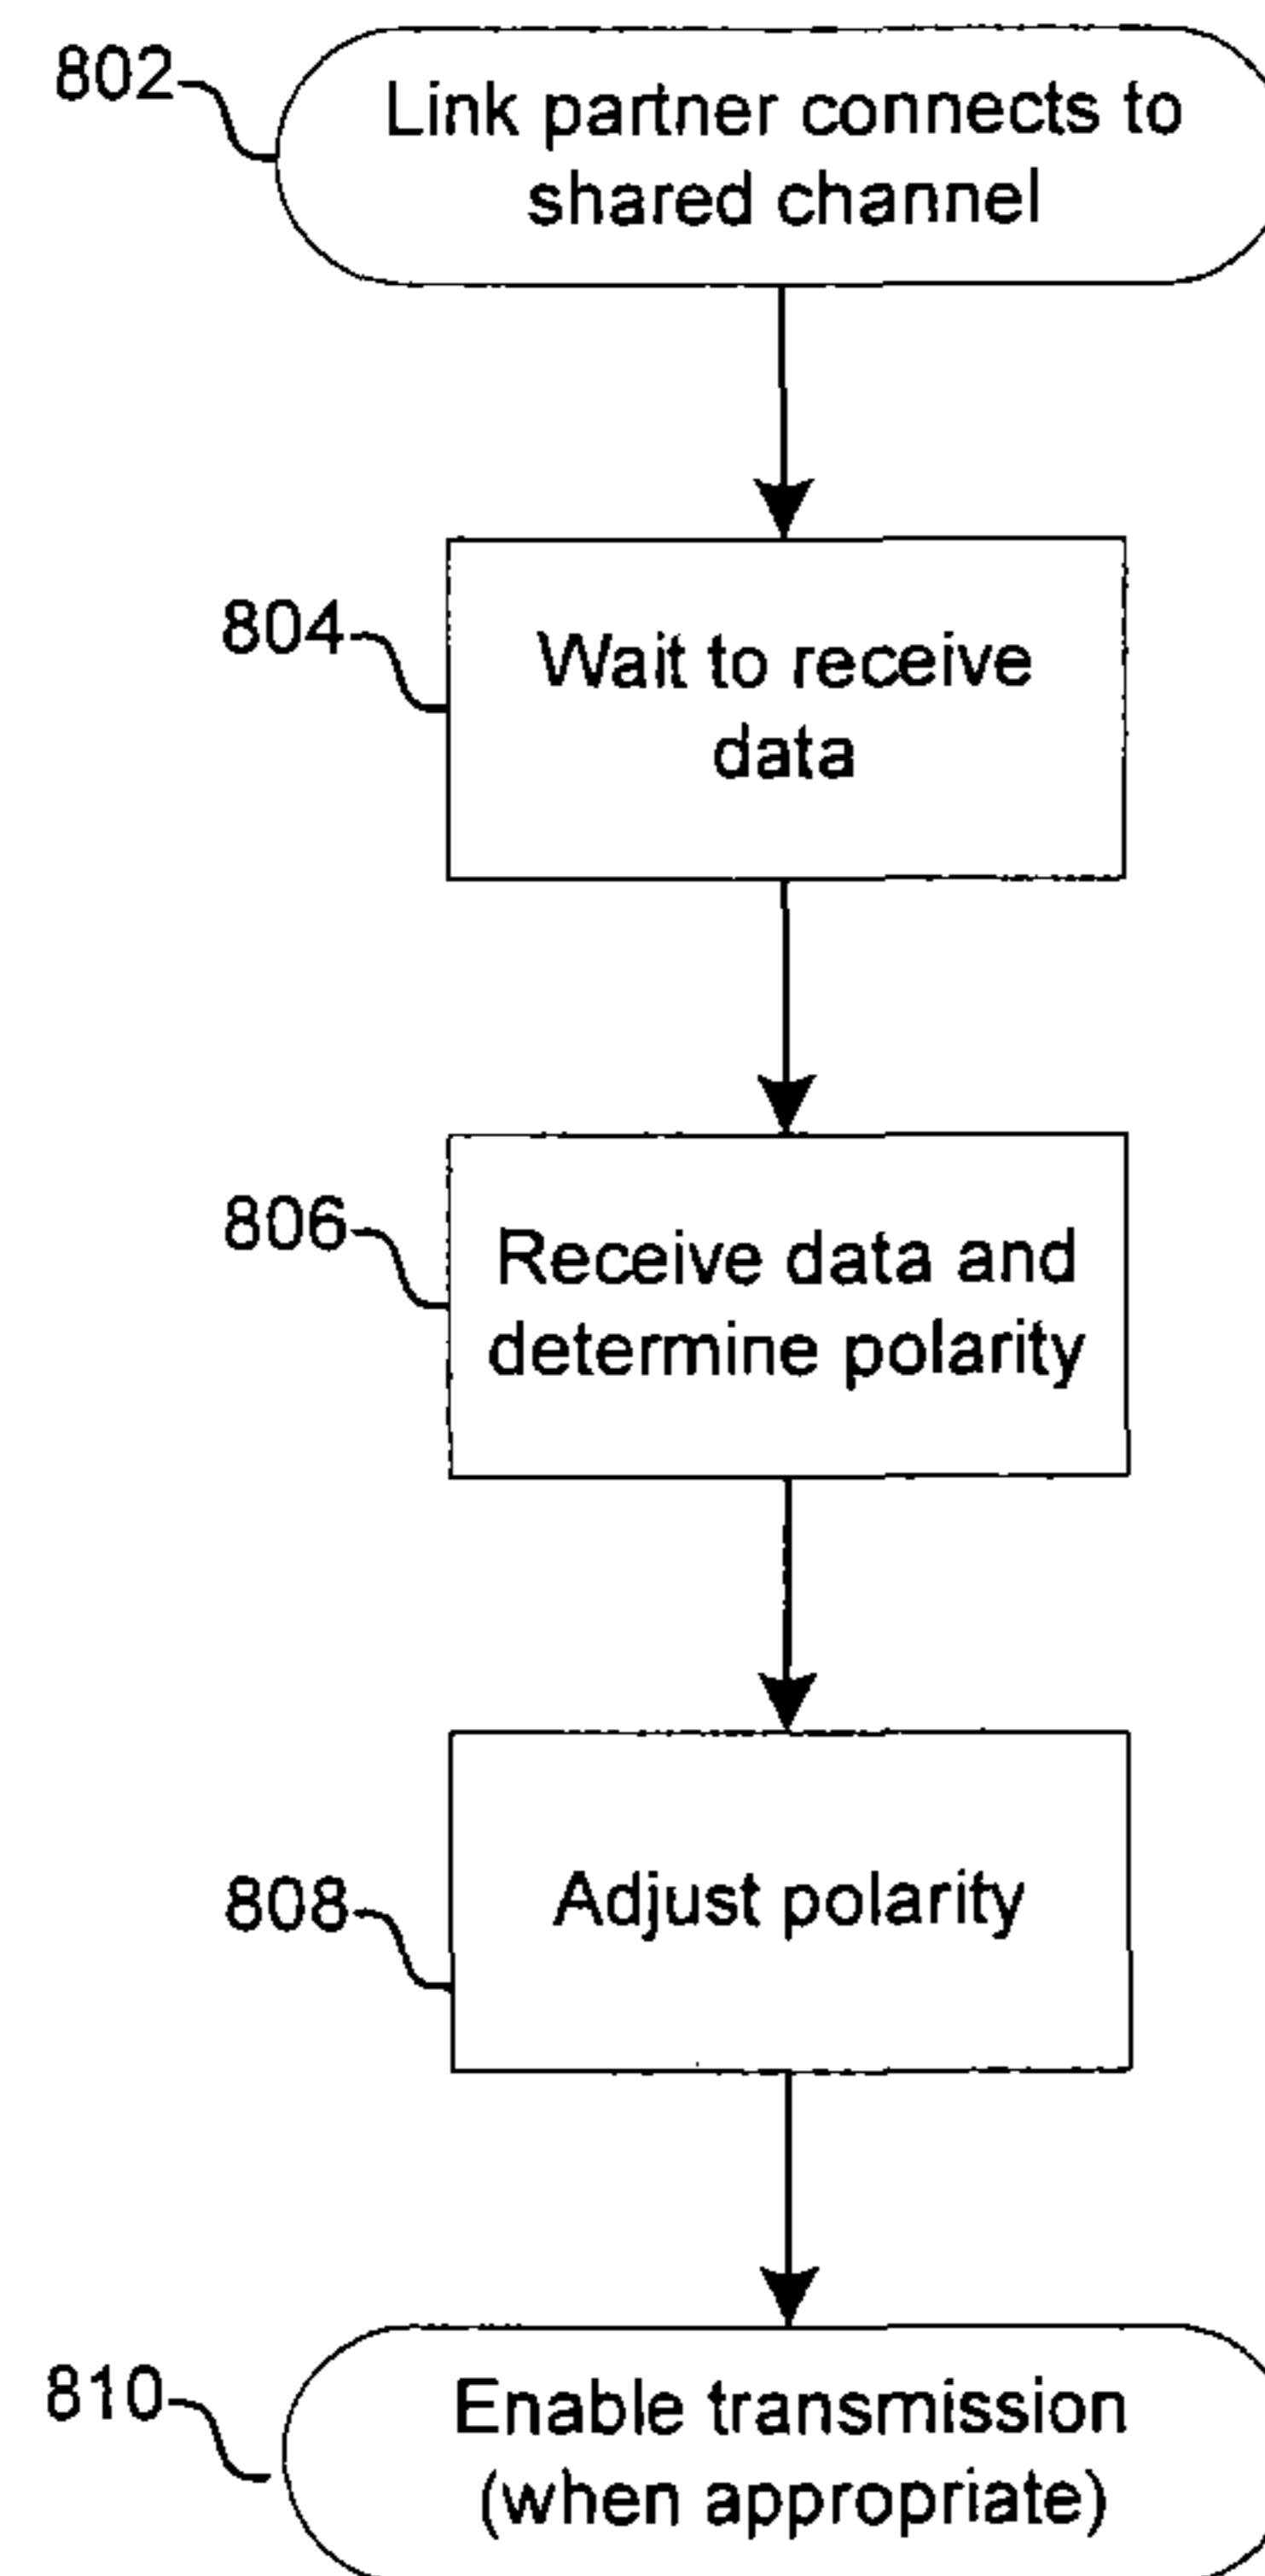 802
Link partner connects to
shared channel
804
Wait to receive
data
806
Receive data and
determine polarity
808
Adjust polarity
810
Enable transmission
(when appropriate)